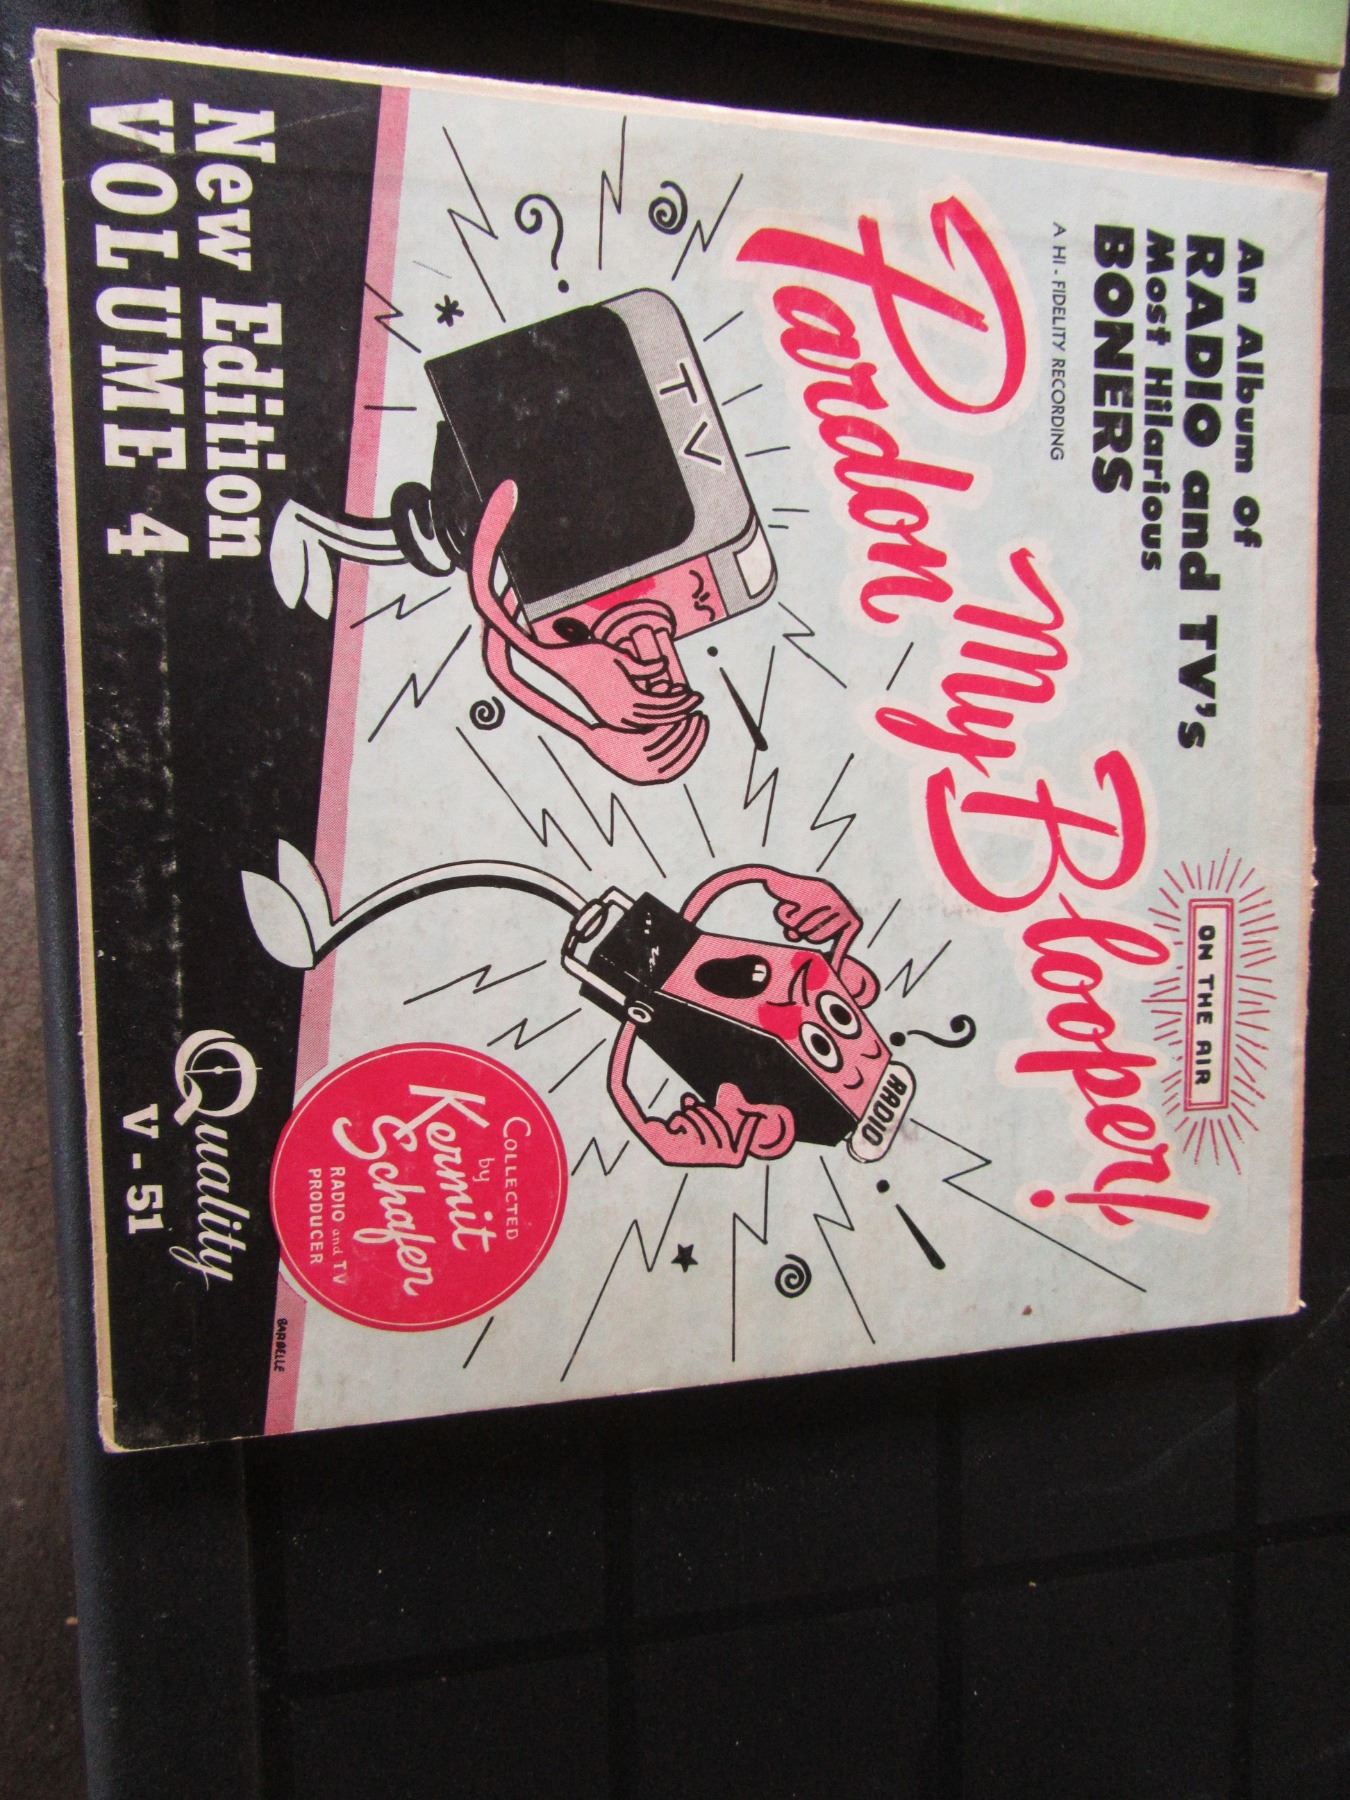 An Album of
RADIO and TV's
Most Hilarious
BONERS
A HI-FIDELITY RECORDING
ON THE AIR
Pardon My Blooper!
TV
RADIO
COLLECTED
by
Kermit
Schafer
RADIO and TV
PRODUCER
BARBELLE
New Edition
VOLUME 4
Quality
V-51